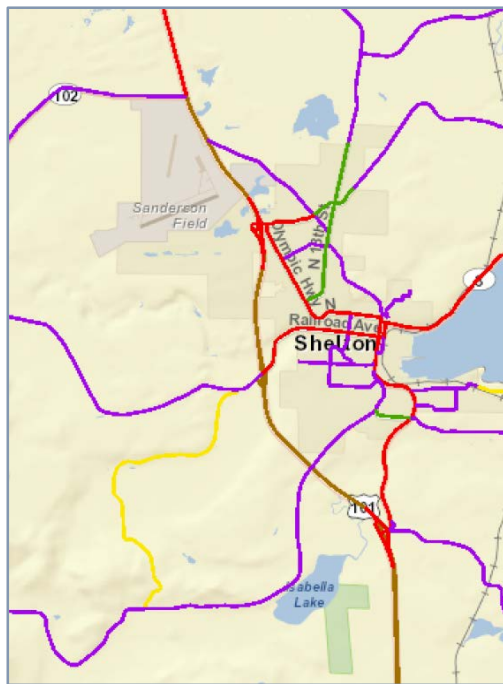 102
Sanderson
Field
Olympic Hwy N
N 13th St
3
Railroad Ave
Shelton
101
Isabella
Lake